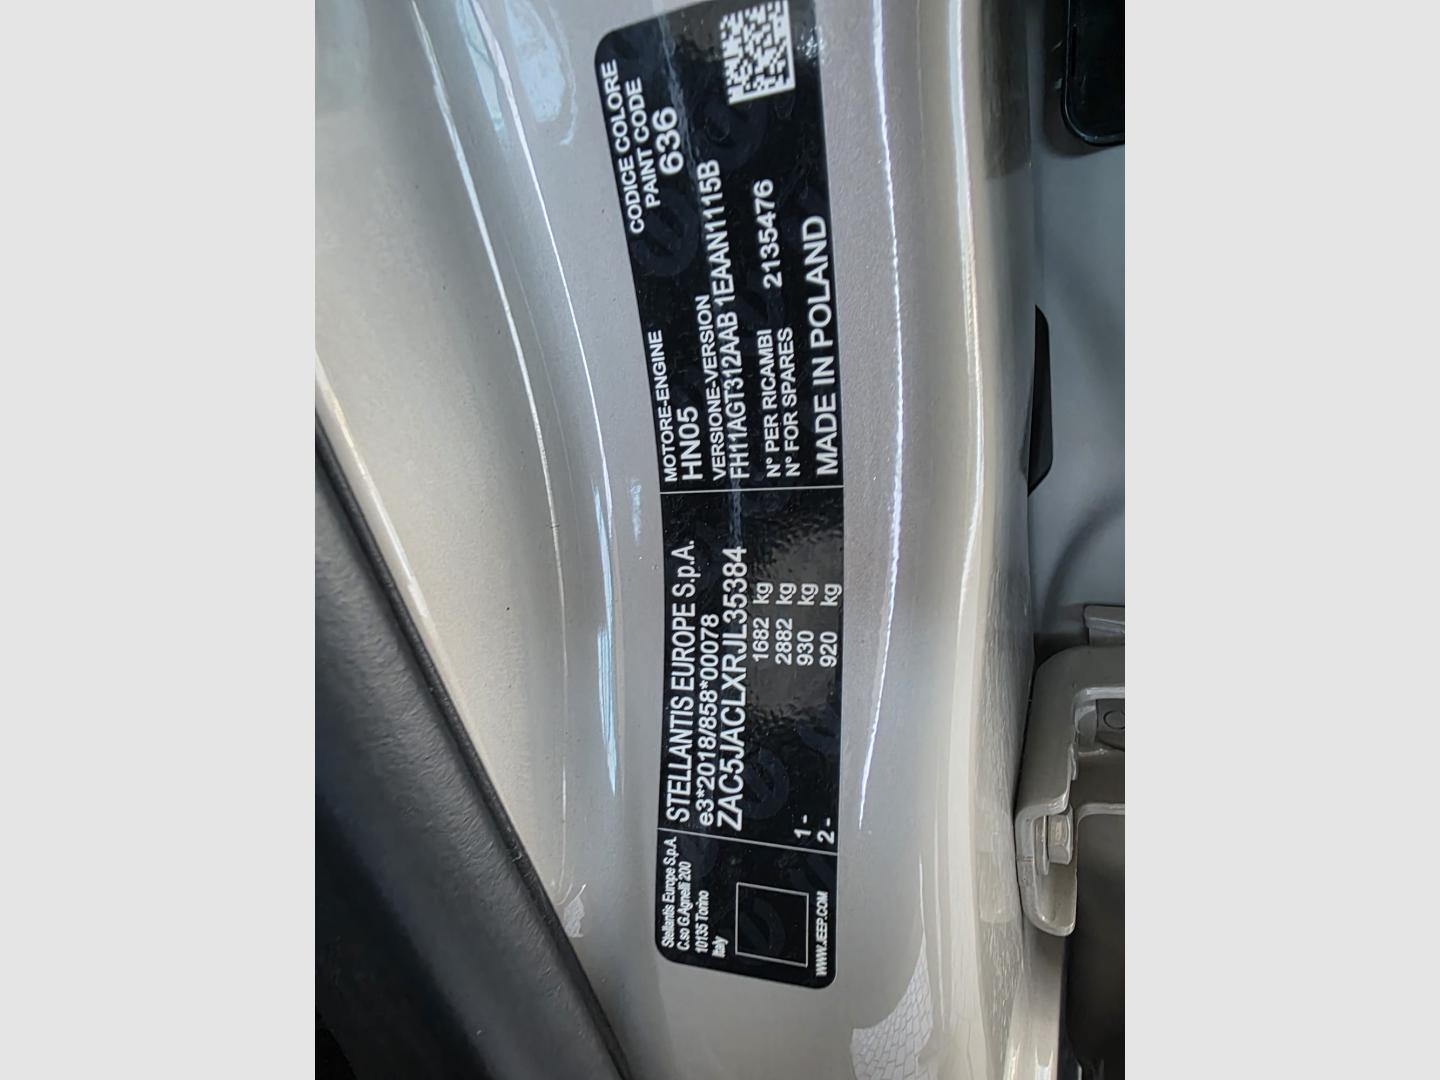 Stellantis Europe S.p.A.
C.so G.Agnelli 200
10135 Torino
Italy
WWW.JEEP.COM
STELLANTIS EUROPE S.p.A.
e3*2018/858*00078
ZAC5JACLXRJL35384
1682 kg
2882 kg
1 - 930 kg
2 - 920 kg
MOTORE-ENGINE
HN05
VERSIONE-VERSION
FH11AGT312AAB 1EAAN1115B
N° PER RICAMBI
N° FOR SPARES 2135476
MADE IN POLAND
CODICE COLORE
PAINT CODE
636